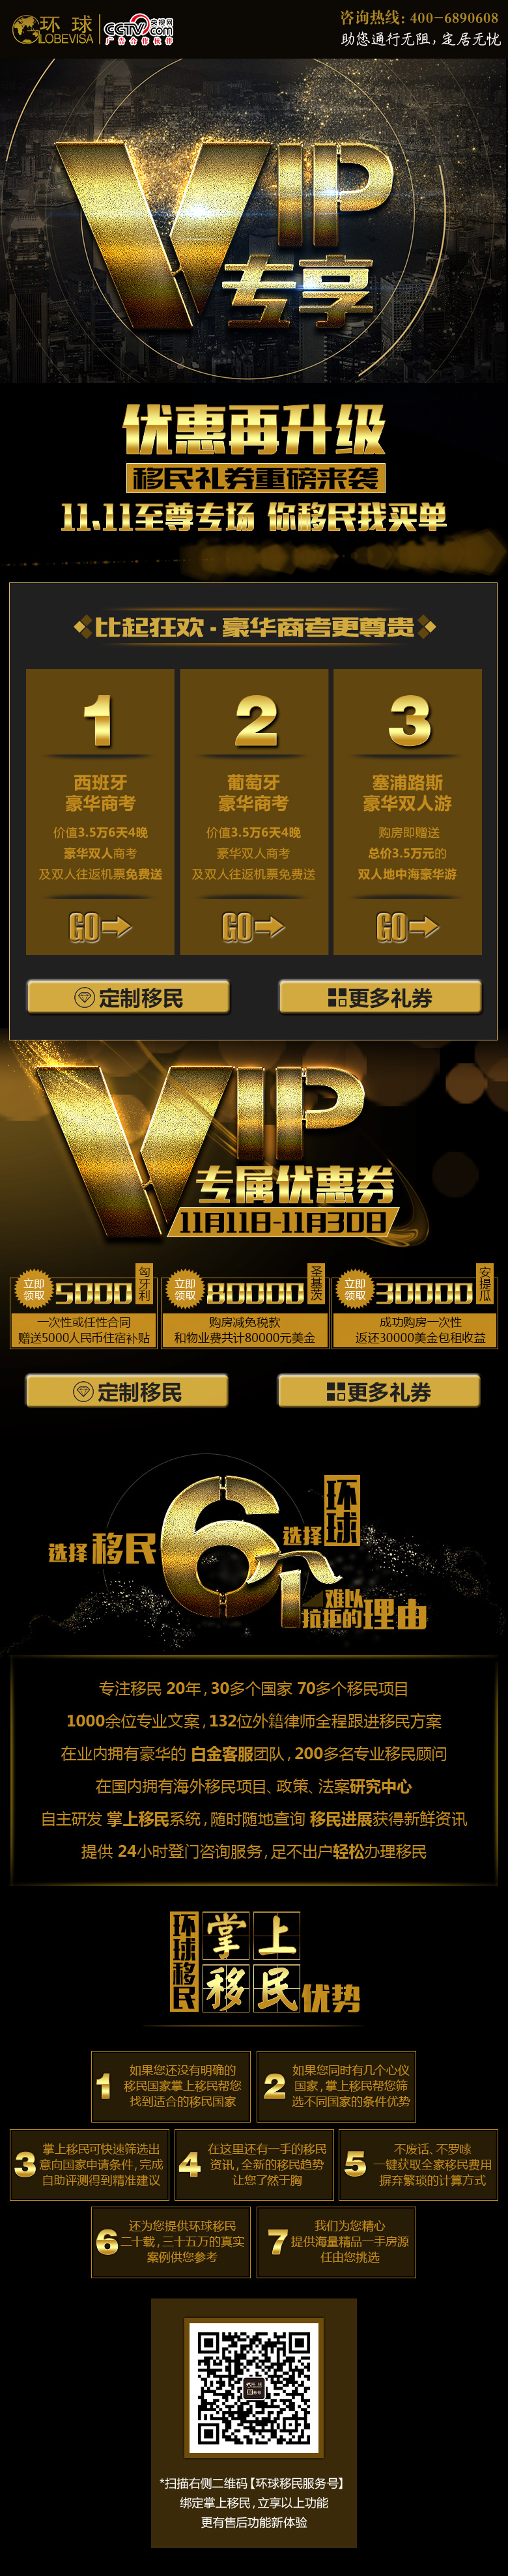 环球
GLOBEVISA
CCTV.com 央视网
广告合作伙伴
咨询热线: 400-6890608
助您通行无阻,定居无忧
VIP
专享
优惠再升级
移民礼券重磅来袭
11、11至尊专场 你移民我买单
比起狂欢 - 豪华商考更尊贵
1
西班牙
豪华商考
价值3.5万6天4晚
豪华双人商考
及双人往返机票免费送
GO
2
葡萄牙
豪华商考
价值3.5万6天4晚
豪华双人商考
及双人往返机票免费送
GO
3
塞浦路斯
豪华双人游
购房即赠送
总价3.5万元的
双人地中海豪华游
GO
定制移民
更多礼券
VIP
专属优惠券
11月11日-11月30日
立即领取 5000 匈牙利
一次性或任性合同
赠送5000人民币住宿补贴
立即领取 80000 圣基茨
购房减免税款
和物业费共计80000元美金
立即领取 30000 安提瓜
成功购房一次性
返还30000美金包租收益
定制移民
更多礼券
选择移民 6个 选择环球
难以抗拒的理由
专注移民 20年,30多个国家 70多个移民项目
1000余位专业文案,132位外籍律师全程跟进移民方案
在业内拥有豪华的 白金客服团队,200多名专业移民顾问
在国内拥有海外移民项目、政策、法案研究中心
自主研发 掌上移民系统,随时随地查询 移民进展获得新鲜资讯
提供 24小时登门咨询服务,足不出户轻松办理移民
环球移民
掌上移民优势
1
如果您还没有明确的
移民国家掌上移民帮您
找到适合的移民国家
2
如果您同时有几个心仪
国家,掌上移民帮您筛
选不同国家的条件优势
3
掌上移民可快速筛选出
意向国家申请条件,完成
自助评测得到精准建议
4
在这里还有一手的移民
资讯,全新的移民趋势
让您了然于胸
5
不废话、不罗嗦
一键获取全家移民费用
摒弃繁琐的计算方式
6
还为您提供环球移民
二十载,三十五万的真实
案例供您参考
7
我们为您精心
提供海量精品一手房源
任由您挑选
*扫描右侧二维码【环球移民服务号】
绑定掌上移民,立享以上功能
更有售后功能新体验